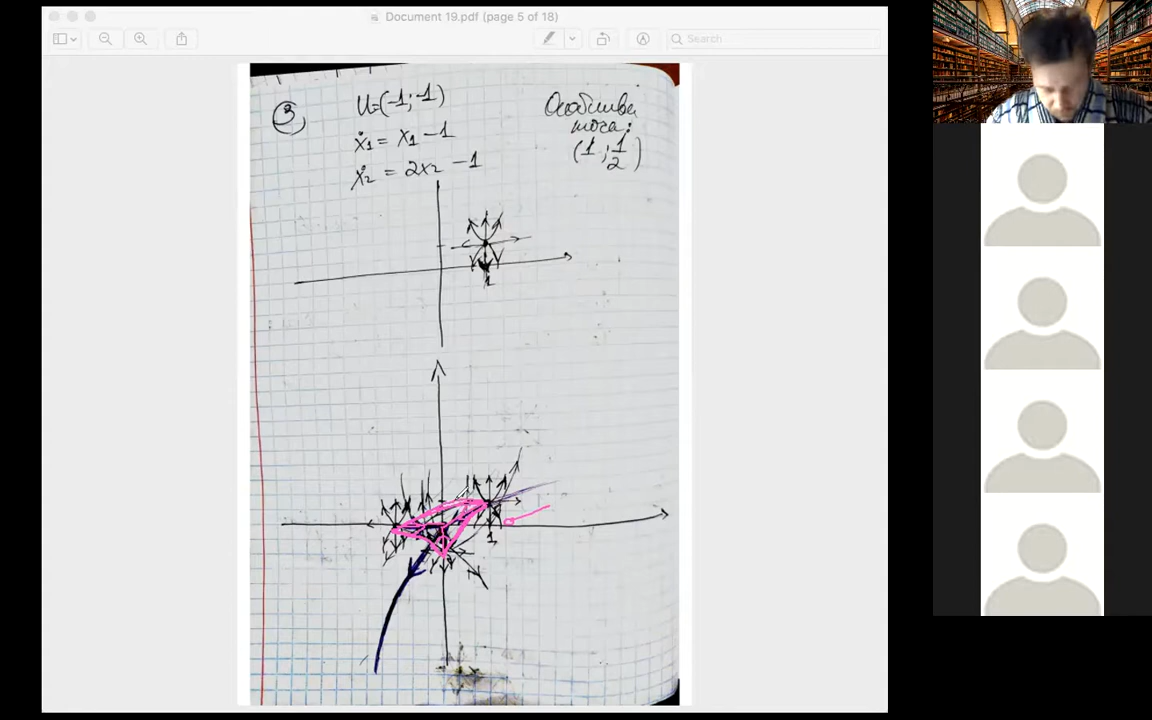 Document 19.pdf (page 5 of 18)
Search
3
U=(-1;-1)
ẋ1 = x1 - 1
ẋ2 = 2x2 - 1
Особлива
точка:
(1; 1/2)
1
1